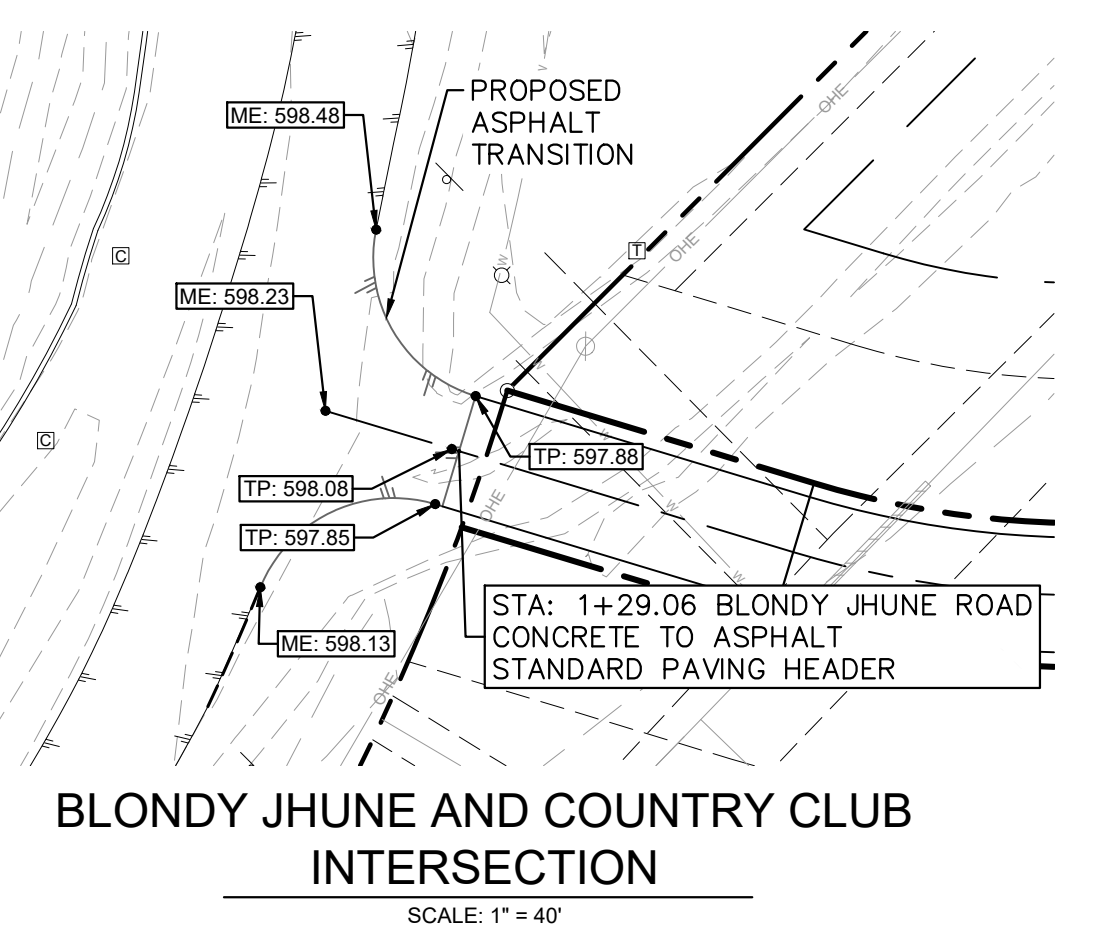 PROPOSED
ASPHALT
TRANSITION
ME: 598.48
OHE
C
T
OHE
W
W
ME: 598.23
W
C
W
TP: 597.88
TP: 598.08
OHE
W
TP: 597.85
W
STA: 1+29.06 BLONDY JHUNE ROAD
CONCRETE TO ASPHALT
STANDARD PAVING HEADER
ME: 598.13
OHE
BLONDY JHUNE AND COUNTRY CLUB
INTERSECTION
SCALE: 1" = 40'